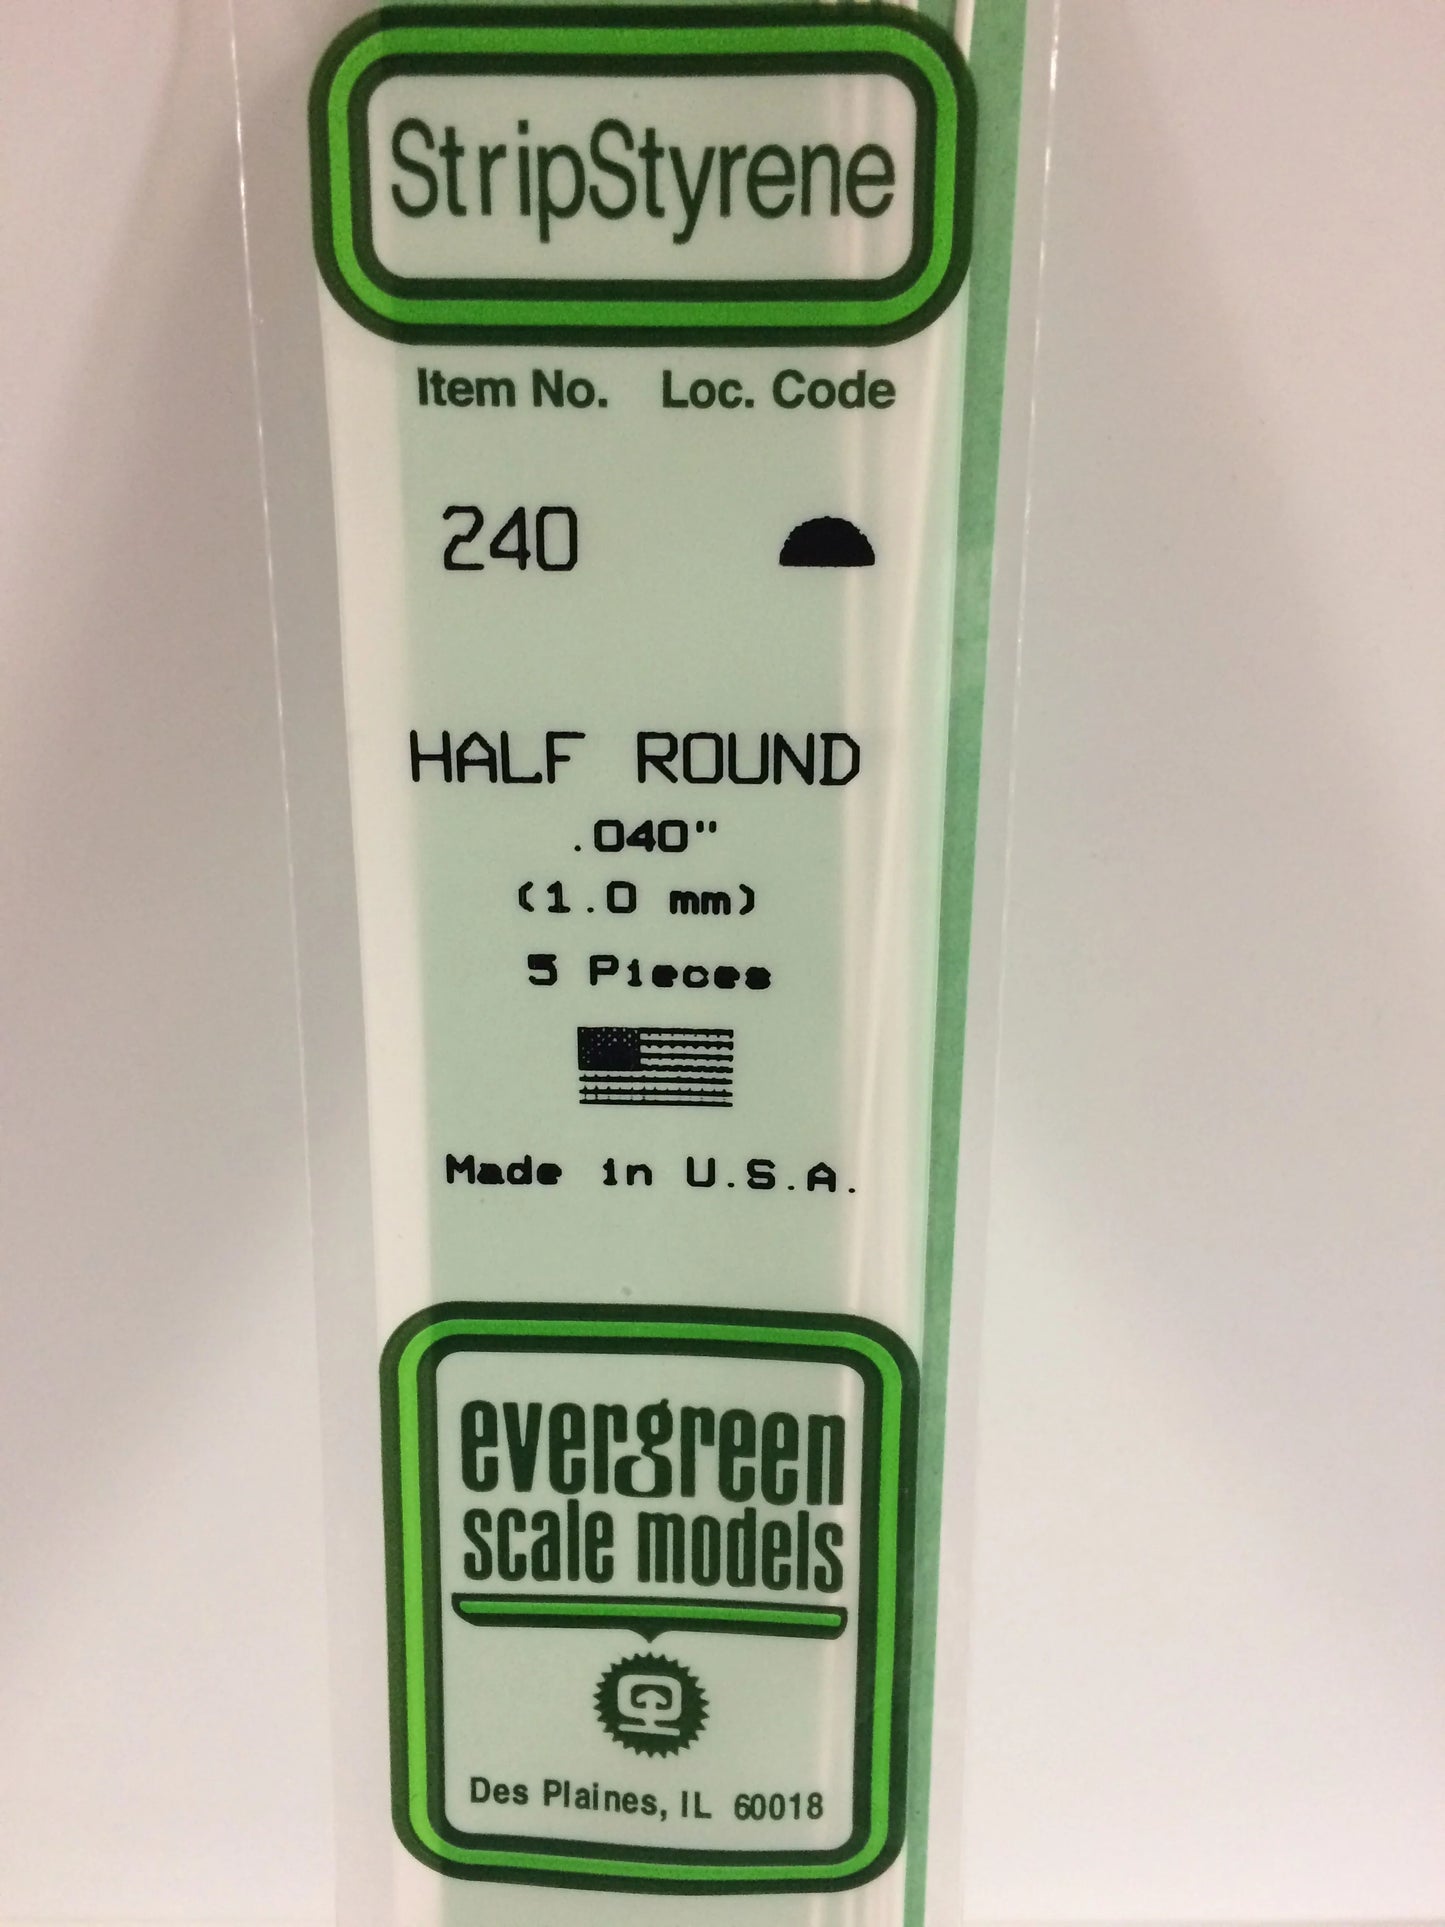 StripStyrene
Item No. Loc. Code
240
HALF ROUND
.040"
(1.0 mm)
5 Pieces
Made in U.S.A.
evergreen
scale models
Des Plaines, IL 60018